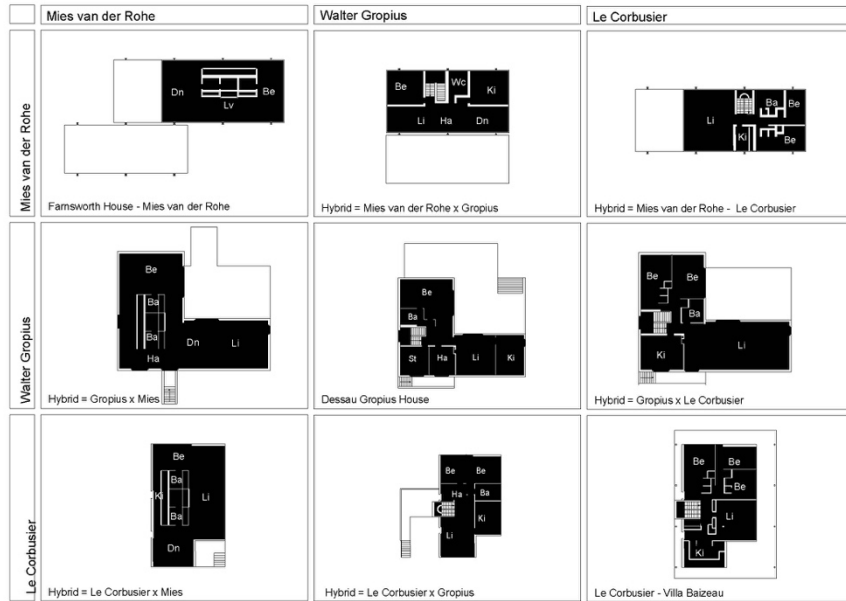 Mies van der Rohe
Walter Gropius
Le Corbusier
Mies van der Rohe
Dn
Be
Lv
Farnsworth House - Mies van der Rohe
Be
Wc
Ki
Li
Ha
Dn
Hybrid = Mies van der Rohe x Gropius
Li
Ba
Be
Ki
Be
Hybrid = Mies van der Rohe - Le Corbusier
Walter Gropius
Be
Ba
Ba
Dn
Li
Ha
Hybrid = Gropius x Mies
Be
Ba
St
Ha
Li
Ki
Dessau Gropius House
Be
Be
Ba
Ki
Li
Hybrid = Gropius x Le Corbusier
Le Corbusier
Be
Ba
Ki
Li
Ba
Dn
Hybrid = Le Corbusier x Mies
Be
Be
Ha
Ba
Ki
Li
Hybrid = Le Corbusier x Gropius
Be
Be
Be
Li
Ki
Le Corbusier - Villa Baizeau